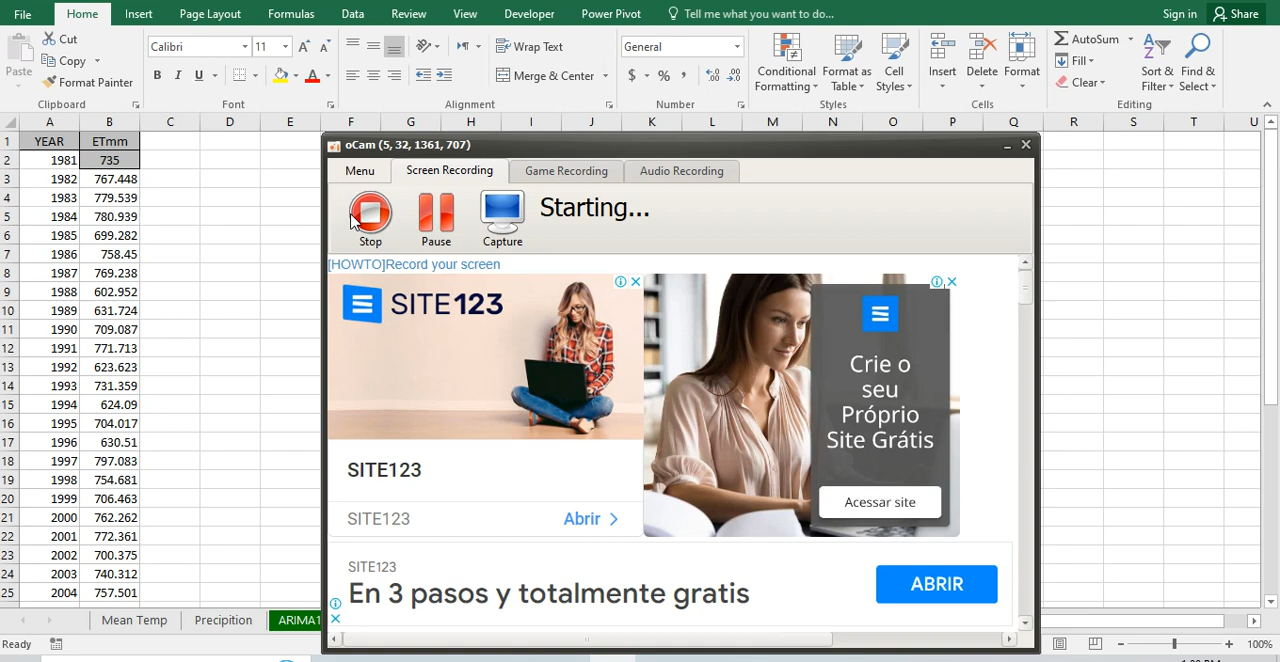 File Home Insert Page Layout Formulas Data Review View Developer Power Pivot Tell me what you want to do... Sign in Share
Paste Cut Copy Format Painter
Calibri 11
B I U
Wrap Text
Merge & Center
General
$ % ,
Conditional Formatting Format as Table Cell Styles
Insert Delete Format
AutoSum
Fill
Clear
Sort & Filter Find & Select
Clipboard Font Alignment Number Styles Cells Editing
A B C D E F G H I J K L M N O P Q R S T U
1 YEAR ETmm
2 1981 735
3 1982 767.448
4 1983 779.539
5 1984 780.939
6 1985 699.282
7 1986 758.45
8 1987 769.238
9 1988 602.952
10 1989 631.724
11 1990 709.087
12 1991 771.713
13 1992 623.623
14 1993 731.359
15 1994 624.09
16 1995 704.017
17 1996 630.51
18 1997 797.083
19 1998 754.681
20 1999 706.463
21 2000 762.262
22 2001 772.361
23 2002 700.375
24 2003 740.312
25 2004 757.501
oCam (5, 32, 1361, 707)
Menu Screen Recording Game Recording Audio Recording
Stop Pause Capture Starting...
[HOWTO]Record your screen
SITE123
SITE123
SITE123 Abrir
Crie o
seu
Próprio
Site Grátis
Acessar site
SITE123
En 3 pasos y totalmente gratis
ABRIR
Mean Temp Precipition ARIMA1
Ready 100%